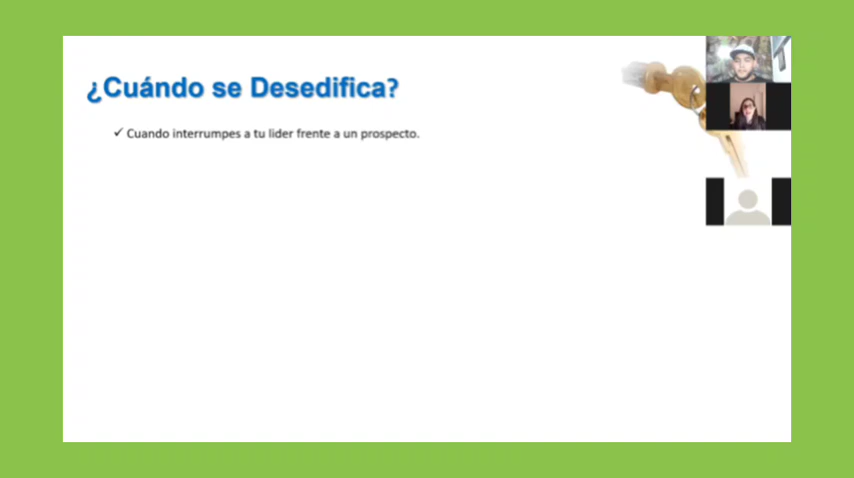 ¿Cuándo se Desedifica?
✓ Cuando interrumpes a tu lider frente a un prospecto.